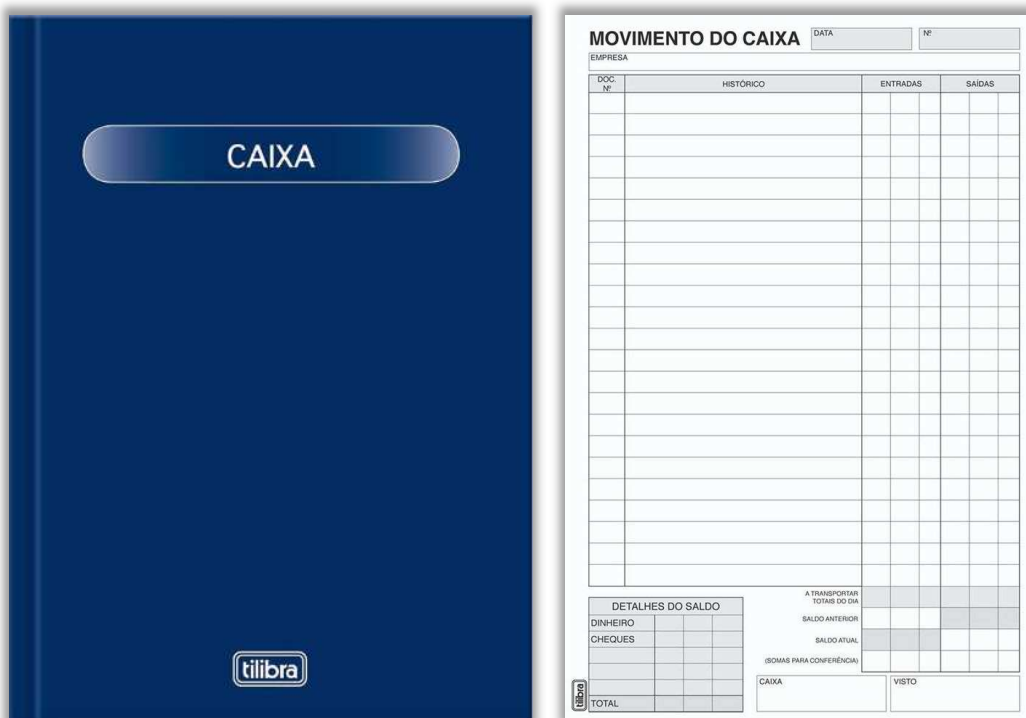 CAIXA
tilibra
MOVIMENTO DO CAIXA
DATA
Nº
EMPRESA
DOC. Nº
HISTÓRICO
ENTRADAS
SAÍDAS
A TRANSPORTAR
TOTAIS DO DIA
SALDO ANTERIOR
SALDO ATUAL
(SOMAS PARA CONFERÊNCIA)
DETALHES DO SALDO
DINHEIRO
CHEQUES
TOTAL
CAIXA
VISTO
tilibra